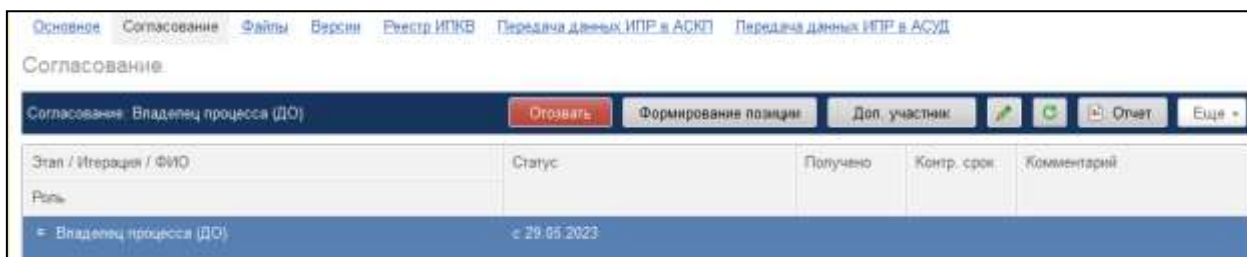 Основное Согласование Файлы Версии Реестр ИПКВ Передача данных ИПР в АСКП Передача данных ИПР в АСУД
Согласование
Согласование: Владелец процесса (ДО) Отозвать Формирование позиции Доп. участник Отчет Еще
Этап / Итерация / ФИО Статус Получено Контр. срок Комментарий
Роль
Владелец процесса (ДО) с 29.05.2023